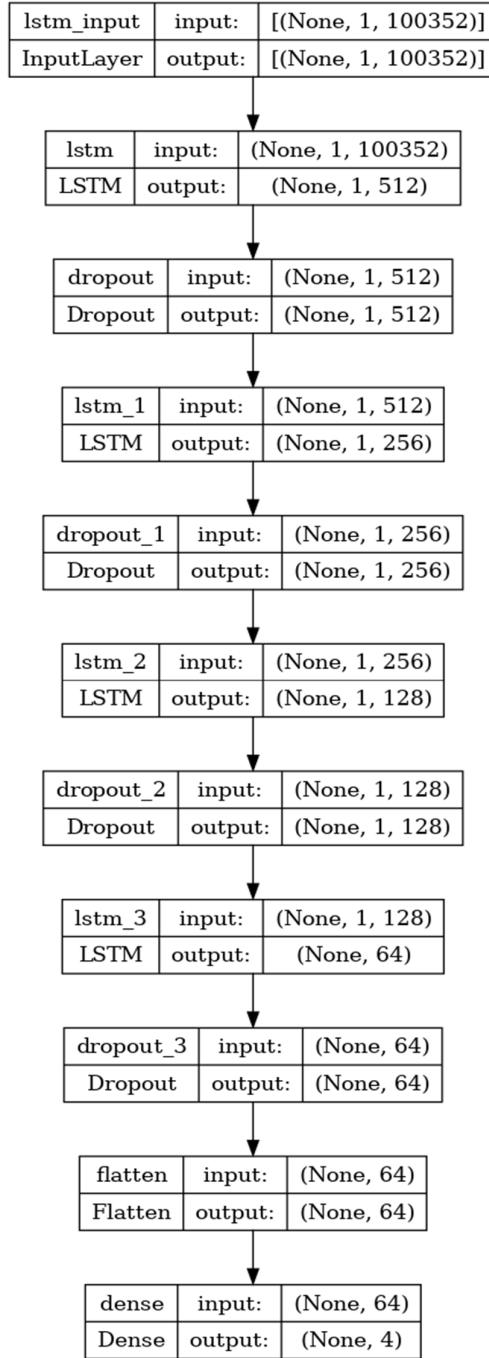 lstm_input input: [(None, 1, 100352)]
InputLayer output: [(None, 1, 100352)]
lstm input: (None, 1, 100352)
LSTM output: (None, 1, 512)
dropout input: (None, 1, 512)
Dropout output: (None, 1, 512)
lstm_1 input: (None, 1, 512)
LSTM output: (None, 1, 256)
dropout_1 input: (None, 1, 256)
Dropout output: (None, 1, 256)
lstm_2 input: (None, 1, 256)
LSTM output: (None, 1, 128)
dropout_2 input: (None, 1, 128)
Dropout output: (None, 1, 128)
lstm_3 input: (None, 1, 128)
LSTM output: (None, 64)
dropout_3 input: (None, 64)
Dropout output: (None, 64)
flatten input: (None, 64)
Flatten output: (None, 64)
dense input: (None, 64)
Dense output: (None, 4)